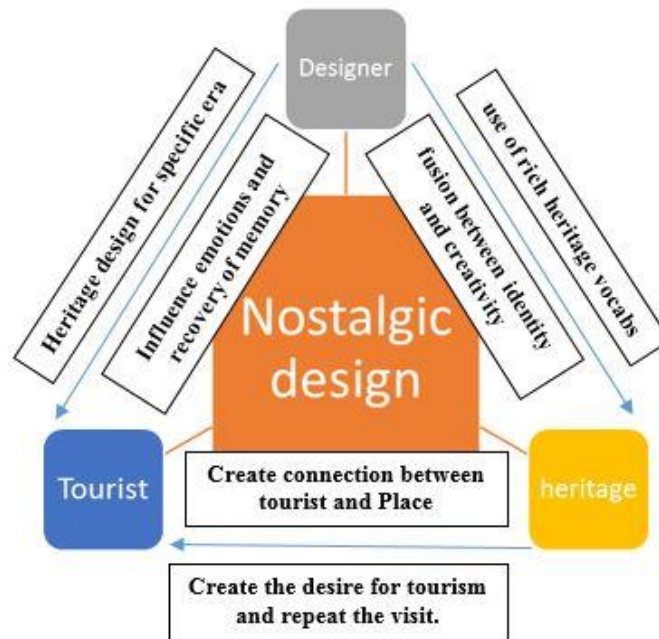 Designer
Heritage design for specific era
Influence emotions and
recovery of memory
fusion between identity
and creativity
use of rich heritage vocabs
Nostalgic
design
Tourist
Create connection between
tourist and Place
heritage
Create the desire for tourism
and repeat the visit.